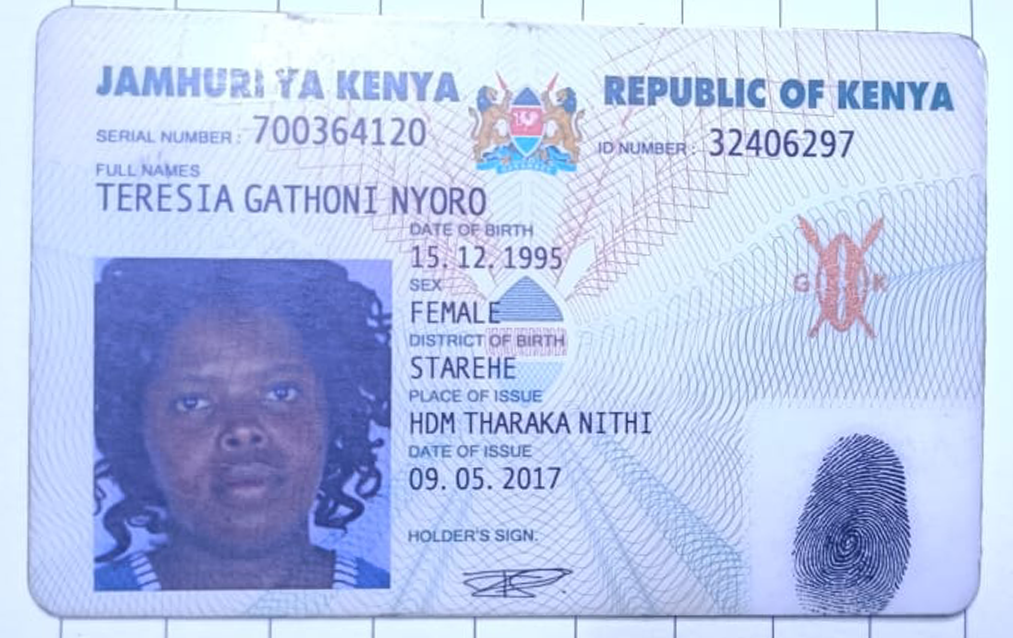 JAMHURI YA KENYA
REPUBLIC OF KENYA
SERIAL NUMBER : 700364120
ID NUMBER : 32406297
FULL NAMES
TERESIA GATHONI NYORO
DATE OF BIRTH
15. 12. 1995
SEX
FEMALE
DISTRICT OF BIRTH
STAREHE
PLACE OF ISSUE
HDM THARAKA NITHI
DATE OF ISSUE
09. 05. 2017
HOLDER'S SIGN.
G K